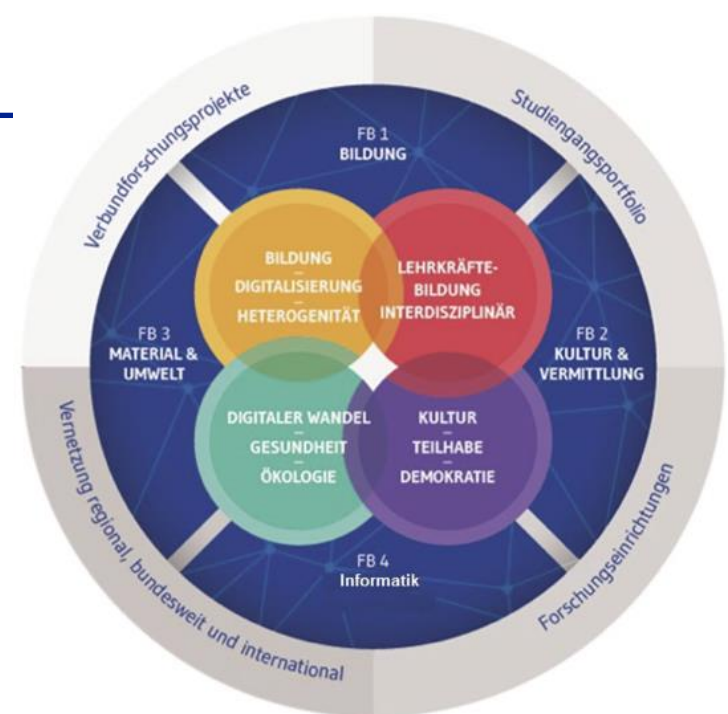 Verbundforschungsprojekte
Studiengangsportfolio
FB 1
BILDUNG
BILDUNG
–
DIGITALISIERUNG
–
HETEROGENITÄT
LEHRKRÄFTE-
BILDUNG
INTERDISZIPLINÄR
FB 3
MATERIAL &
UMWELT
FB 2
KULTUR &
VERMITTLUNG
DIGITALER WANDEL
–
GESUNDHEIT
–
ÖKOLOGIE
KULTUR
–
TEILHABE
–
DEMOKRATIE
FB 4
Informatik
Vernetzung regional, bundesweit und international
Forschungseinrichtungen